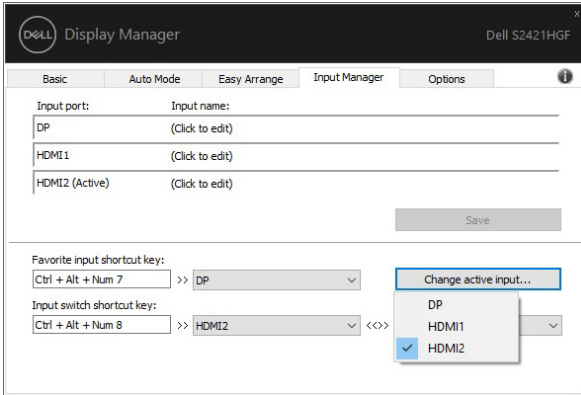 DELL Display Manager Dell S2421HGF
Basic Auto Mode Easy Arrange Input Manager Options
Input port: Input name:
DP (Click to edit)
HDMI1 (Click to edit)
HDMI2 (Active) (Click to edit)
Save
Favorite input shortcut key:
Ctrl + Alt + Num 7 >> DP Change active input...
Input switch shortcut key:
Ctrl + Alt + Num 8 >> HDMI2 <<>>
DP
HDMI1
HDMI2